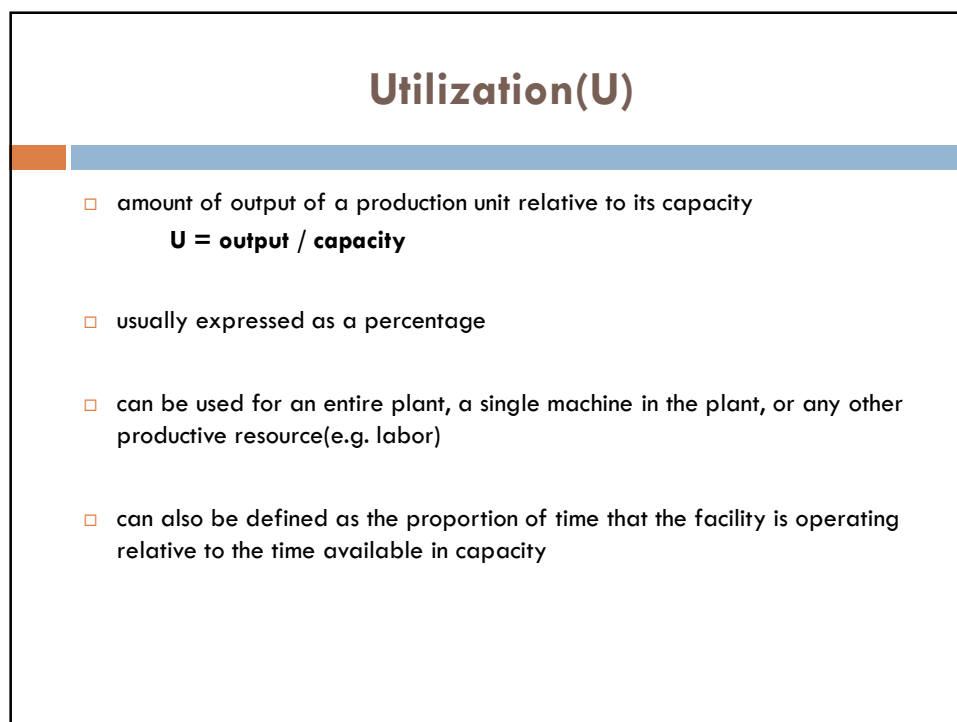 Utilization(U)
amount of output of a production unit relative to its capacity
U = output / capacity
usually expressed as a percentage
can be used for an entire plant, a single machine in the plant, or any other
productive resource(e.g. labor)
can also be defined as the proportion of time that the facility is operating
relative to the time available in capacity